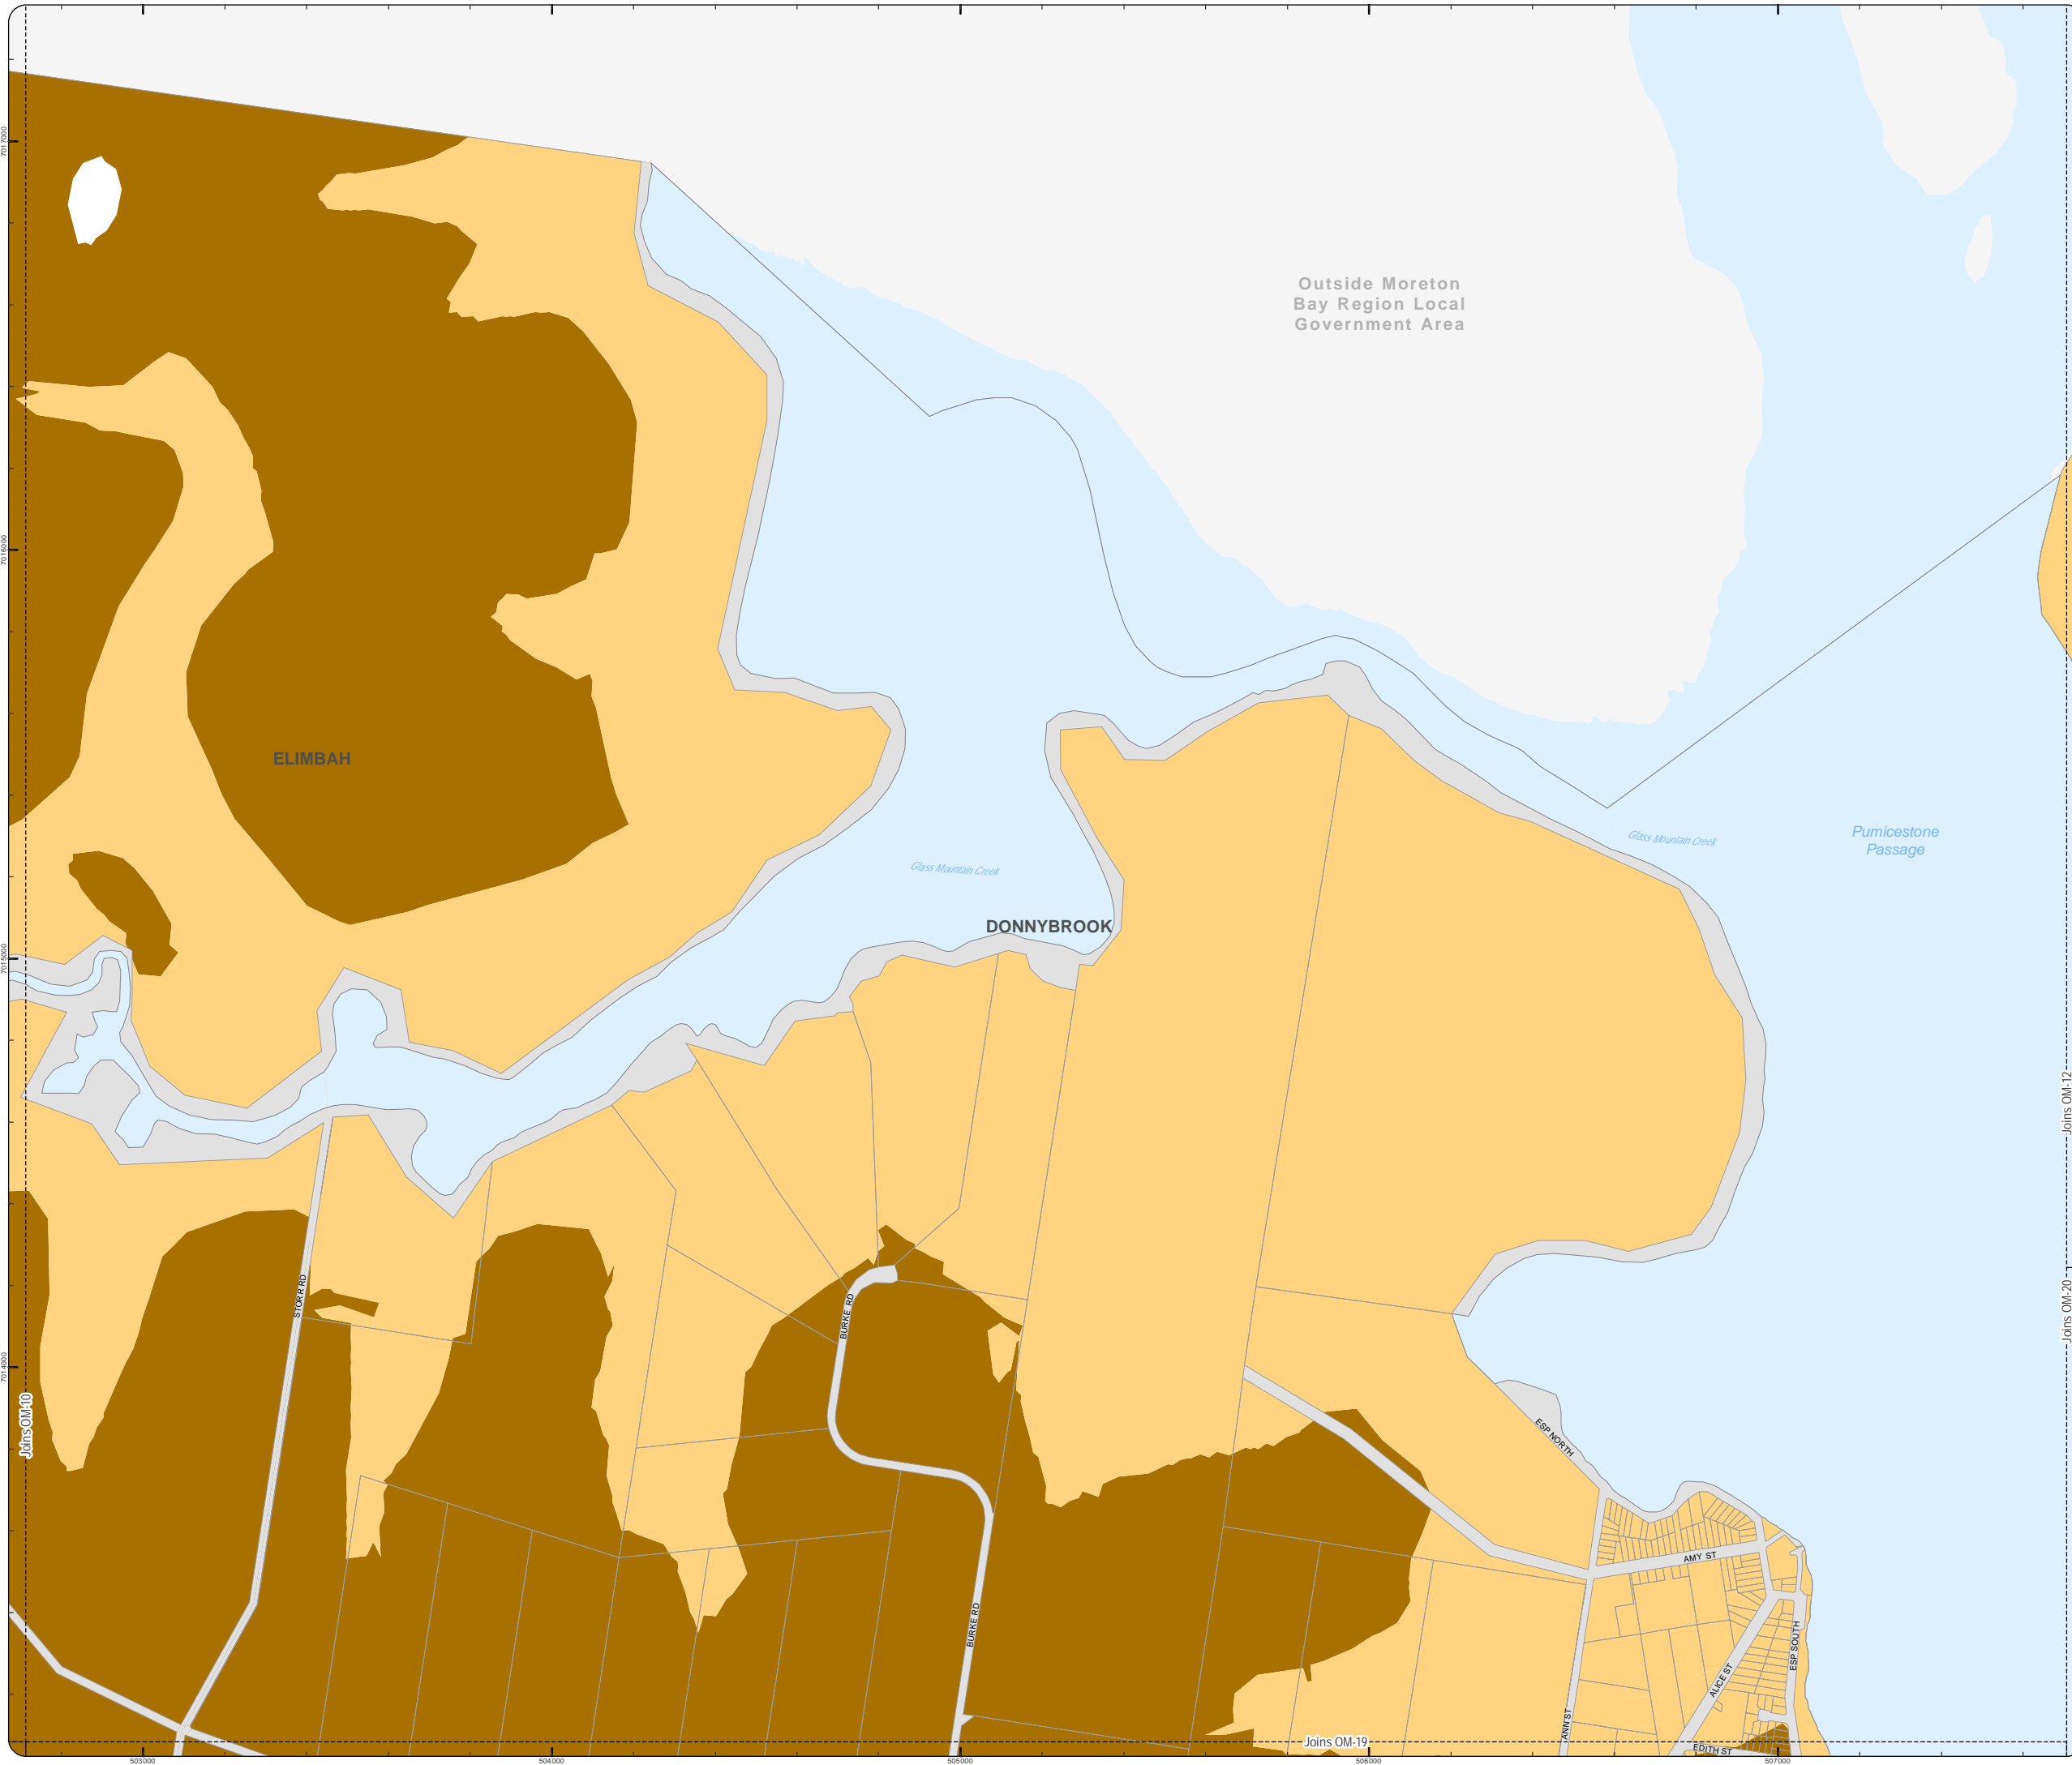 7017000
Outside Moreton
Bay Region Local
Government Area
7016000
ELIMBAH
Glass Mountain Creek
Pumicestone
Passage
Glass Mountain Creek
DONNYBROOK
7015000
Joins OM-12
STORR RD
BURKE RD
Joins OM-20
7014000
Joins OM-10
ESP NORTH
AMY ST
BURKE RD
ESP SOUTH
ALICE ST
ANN ST
EDITH ST
Joins OM-19
503000
504000
505000
506000
507000